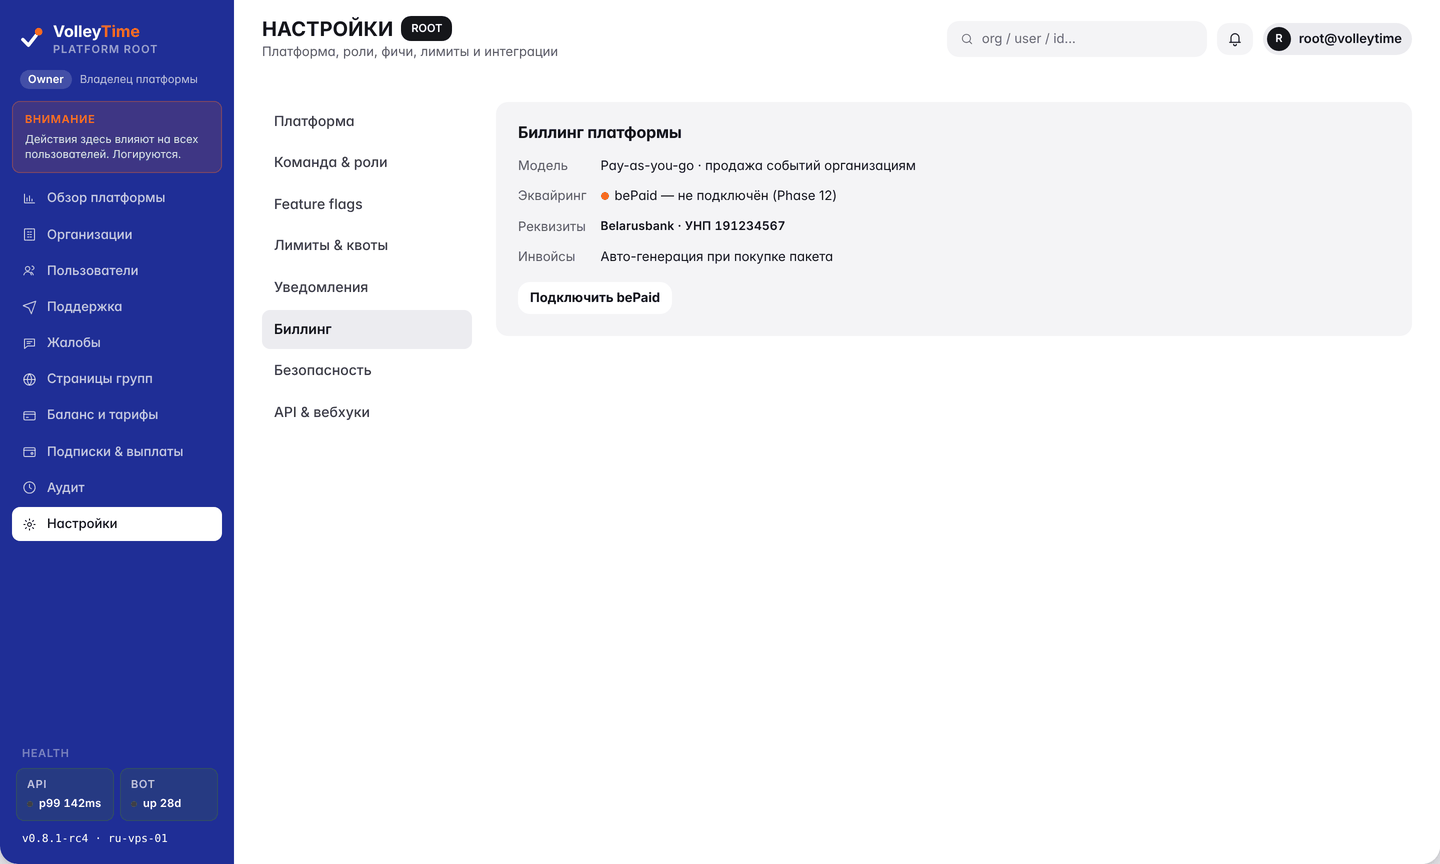 VolleyTime
PLATFORM ROOT
Owner Владелец платформы
ВНИМАНИЕ
Действия здесь влияют на всех
пользователей. Логируются.
Обзор платформы
Организации
Пользователи
Поддержка
Жалобы
Страницы групп
Баланс и тарифы
Подписки & выплаты
Аудит
Настройки
HEALTH
API
p99 142ms
BOT
up 28d
v0.8.1-rc4 · ru-vps-01
НАСТРОЙКИ ROOT
Платформа, роли, фичи, лимиты и интеграции
org / user / id...
R root@volleytime
Платформа
Команда & роли
Feature flags
Лимиты & квоты
Уведомления
Биллинг
Безопасность
API & вебхуки
Биллинг платформы
Модель Pay-as-you-go · продажа событий организациям
Эквайринг bePaid — не подключён (Phase 12)
Реквизиты Belarusbank · УНП 191234567
Инвойсы Авто-генерация при покупке пакета
Подключить bePaid